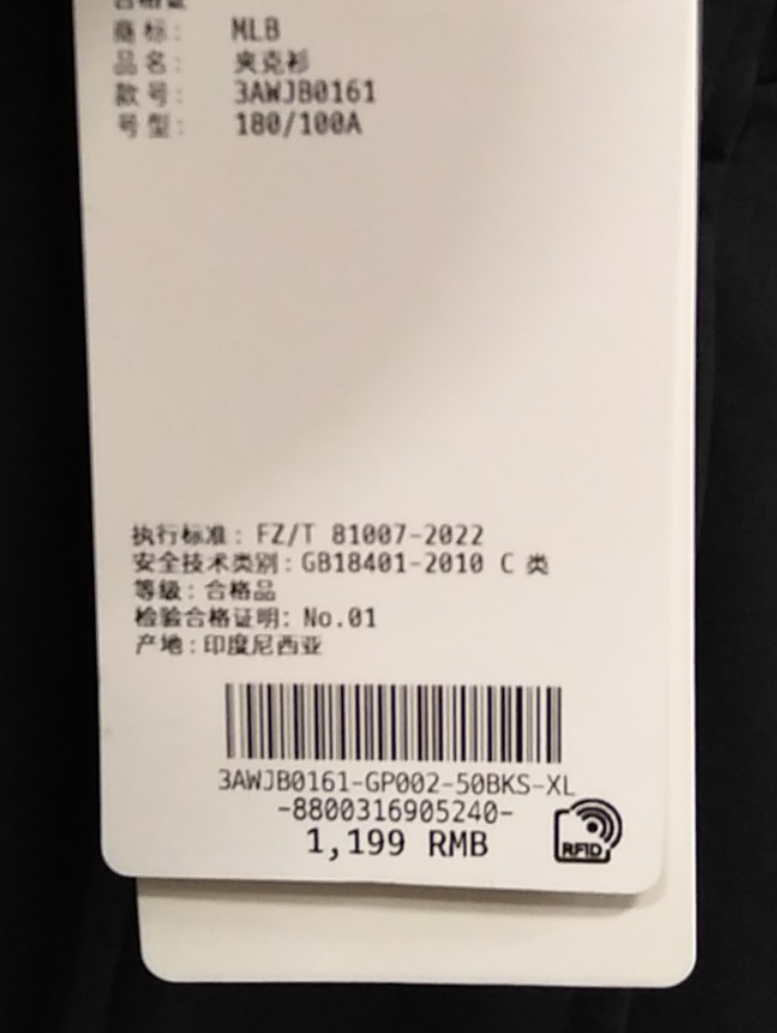 合格证
商标: MLB
品名: 夹克衫
款号: 3AWJB0161
号型: 180/100A
执行标准: FZ/T 81007-2022
安全技术类别: GB18401-2010 C 类
等级: 合格品
检验合格证明: No.01
产地: 印度尼西亚
3AWJB0161-GP002-50BKS-XL
-8800316905240-
1,199 RMB
RFID